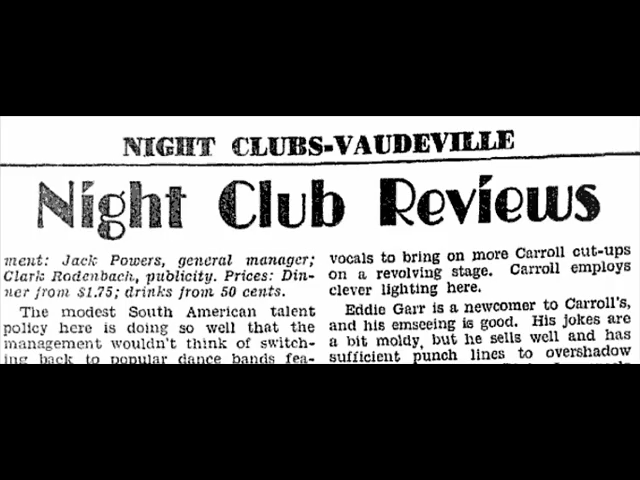 NIGHT CLUBS-VAUDEVILLE
Night Club Reviews
ment: Jack Powers, general manager;
Clark Rodenbach, publicity. Prices: Din-
ner from $1.75; drinks from 50 cents.
The modest South American talent
policy here is doing so well that the
management wouldn't think of switch-
ing back to popular dance bands fea-
vocals to bring on more Carroll cut-ups
on a revolving stage. Carroll employs
clever lighting here.
Eddie Garr is a newcomer to Carroll's,
and his emseeing is good. His jokes are
a bit moldy, but he sells well and has
sufficient punch lines to overshadow